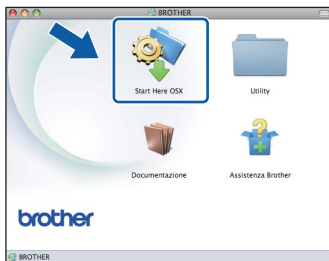 BROTHER
Start Here OSX
Utility
Documentazione
Assistenza Brother
brother
BROTHER